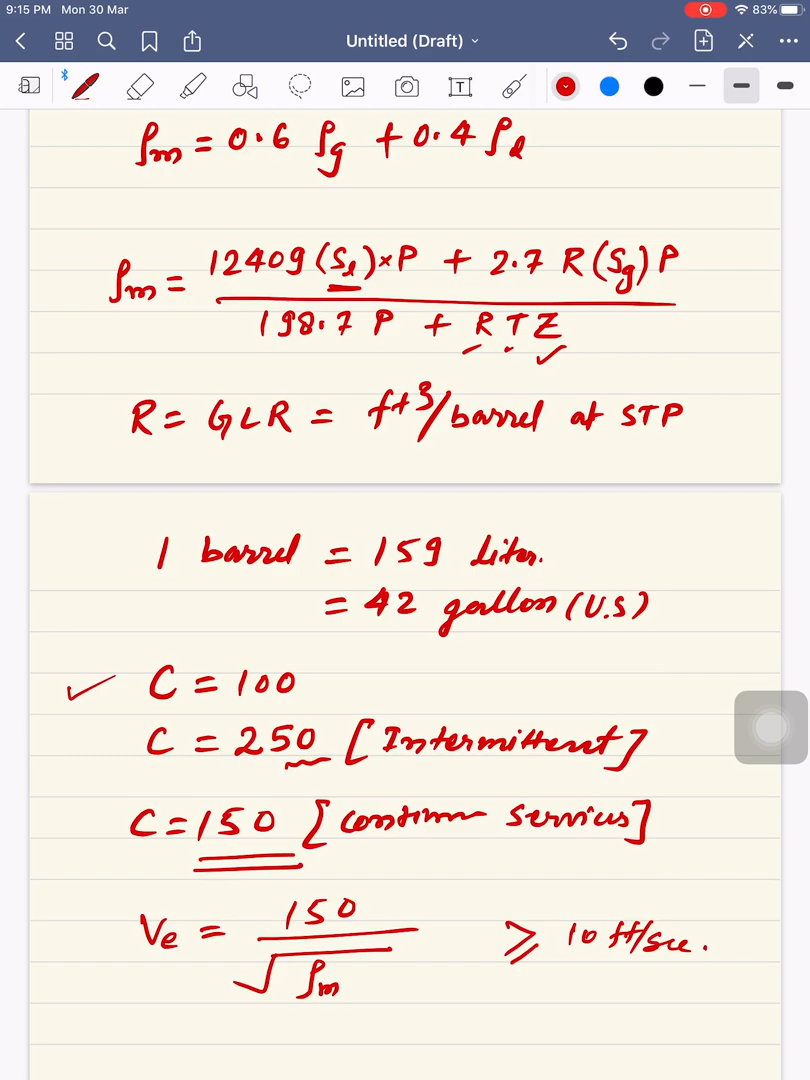 9:15 PM Mon 30 Mar 83%
Untitled (Draft)
T
ρm = 0.6 ρg + 0.4 ρl
ρm = 12409 (Sl) × P + 2.7 R (Sg) P
198.7 P + R T Z
R = GLR = ft3/barrel at STP
1 barrel = 159 Liter.
= 42 gallon (U.S)
✓ C = 100
C = 250 [Intermittent]
C = 150 [continuous services]
Ve = 150 ≥ 10 ft/sec.
√ρm